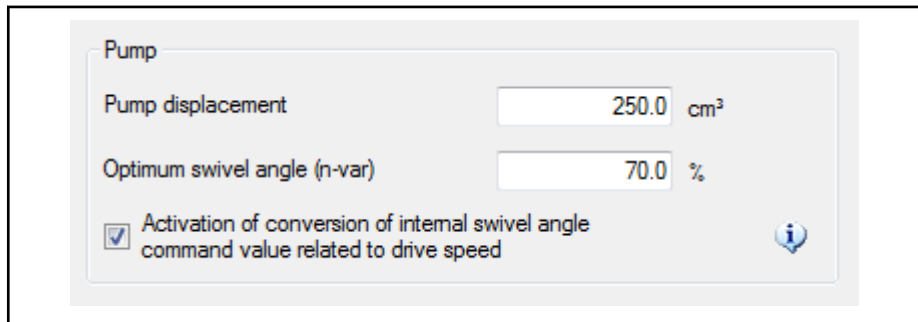 Pump
Pump displacement 250.0 cm³
Optimum swivel angle (n-var) 70.0 %
Activation of conversion of internal swivel angle
command value related to drive speed